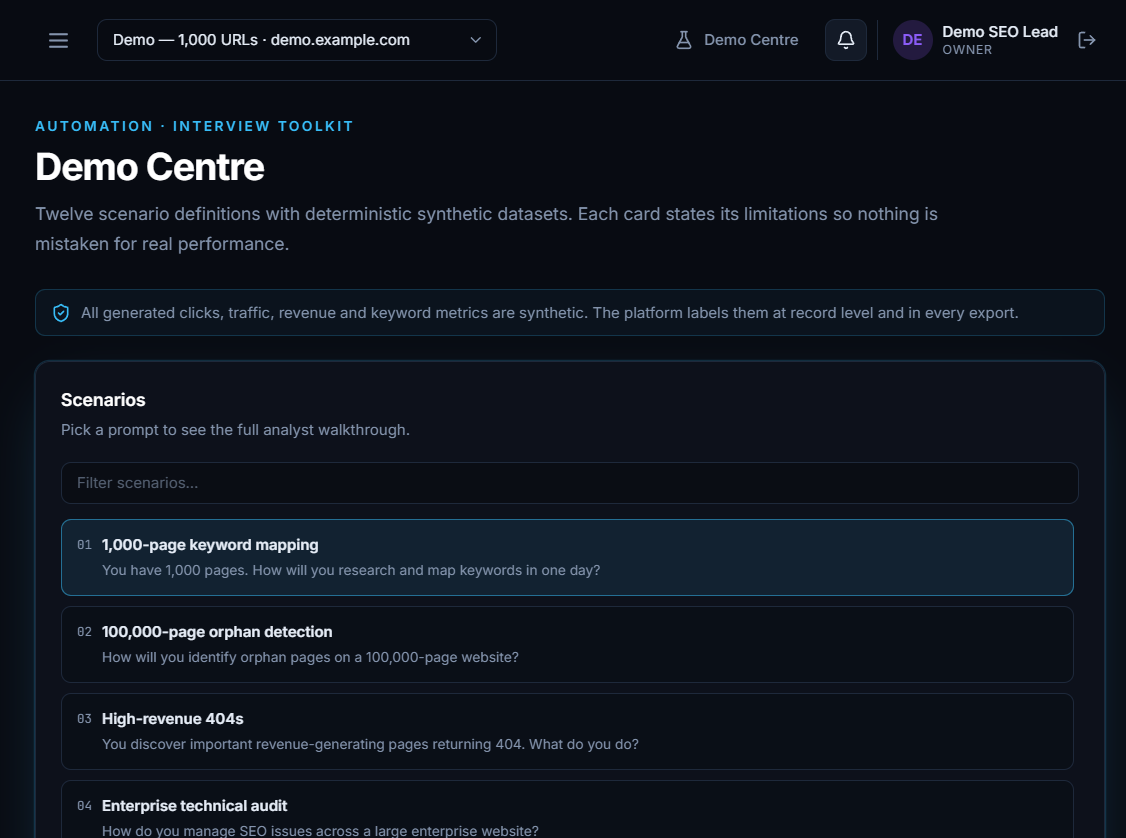 Demo — 1,000 URLs · demo.example.com
Demo Centre
DE
Demo SEO Lead
OWNER
AUTOMATION · INTERVIEW TOOLKIT
Demo Centre
Twelve scenario definitions with deterministic synthetic datasets. Each card states its limitations so nothing is
mistaken for real performance.
All generated clicks, traffic, revenue and keyword metrics are synthetic. The platform labels them at record level and in every export.
Scenarios
Pick a prompt to see the full analyst walkthrough.
Filter scenarios...
01 1,000-page keyword mapping
You have 1,000 pages. How will you research and map keywords in one day?
02 100,000-page orphan detection
How will you identify orphan pages on a 100,000-page website?
03 High-revenue 404s
You discover important revenue-generating pages returning 404. What do you do?
04 Enterprise technical audit
How do you manage SEO issues across a large enterprise website?